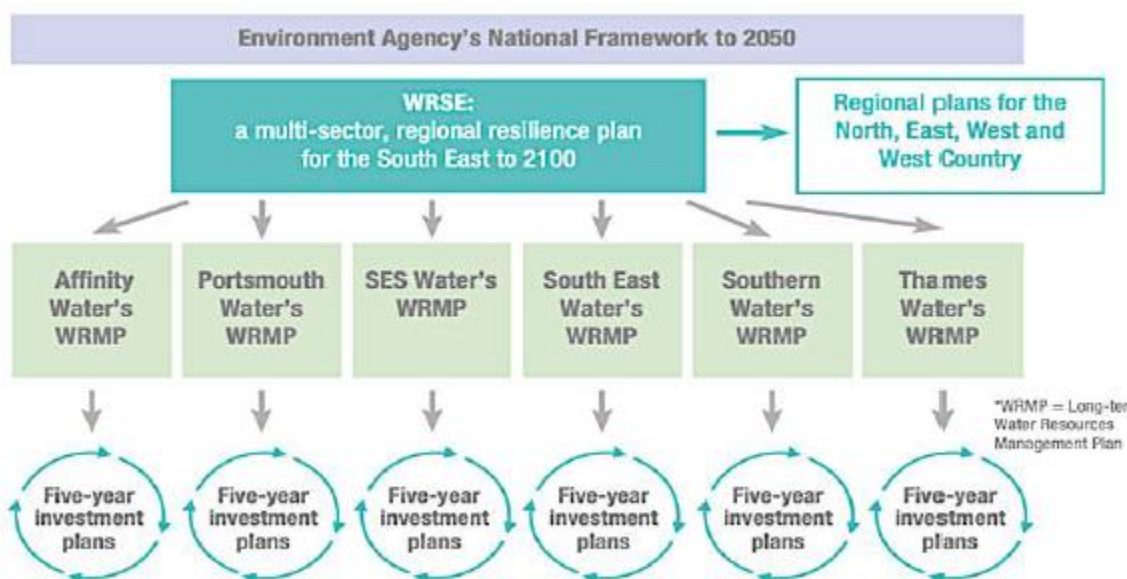 Environment Agency's National Framework to 2050
WRSE:
a multi-sector, regional resilience plan
for the South East to 2100
Regional plans for the
North, East, West and
West Country
Affinity
Water's
WRMP
Portsmouth
Water's
WRMP
SES Water's
WRMP
South East
Water's
WRMP
Southern
Water's
WRMP
Thames
Water's
WRMP
*WRMP = Long-ter
Water Resources
Management Plan
Five-year
investment
plans
Five-year
investment
plans
Five-year
investment
plans
Five-year
investment
plans
Five-year
investment
plans
Five-year
investment
plans